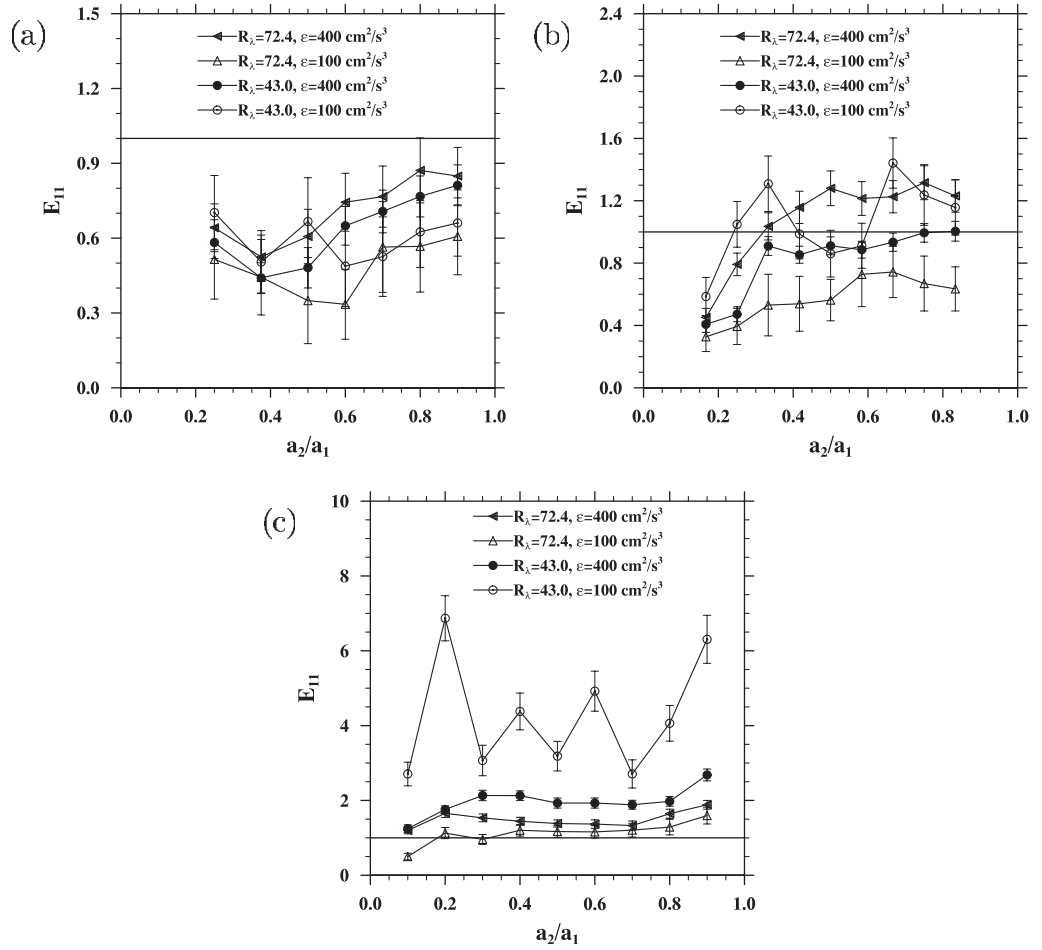 (a)
1.5
1.2
0.9
0.6
0.3
0.0
E₁₁
R_λ=72.4, ε=400 cm²/s³
R_λ=72.4, ε=100 cm²/s³
R_λ=43.0, ε=400 cm²/s³
R_λ=43.0, ε=100 cm²/s³
0.0 0.2 0.4 0.6 0.8 1.0
a₂/a₁
(b)
2.4
2.0
1.6
1.2
0.8
0.4
0.0
E₁₁
R_λ=72.4, ε=400 cm²/s³
R_λ=72.4, ε=100 cm²/s³
R_λ=43.0, ε=400 cm²/s³
R_λ=43.0, ε=100 cm²/s³
0.0 0.2 0.4 0.6 0.8 1.0
a₂/a₁
(c)
10
8
6
4
2
0
E₁₁
R_λ=72.4, ε=400 cm²/s³
R_λ=72.4, ε=100 cm²/s³
R_λ=43.0, ε=400 cm²/s³
R_λ=43.0, ε=100 cm²/s³
0.0 0.2 0.4 0.6 0.8 1.0
a₂/a₁